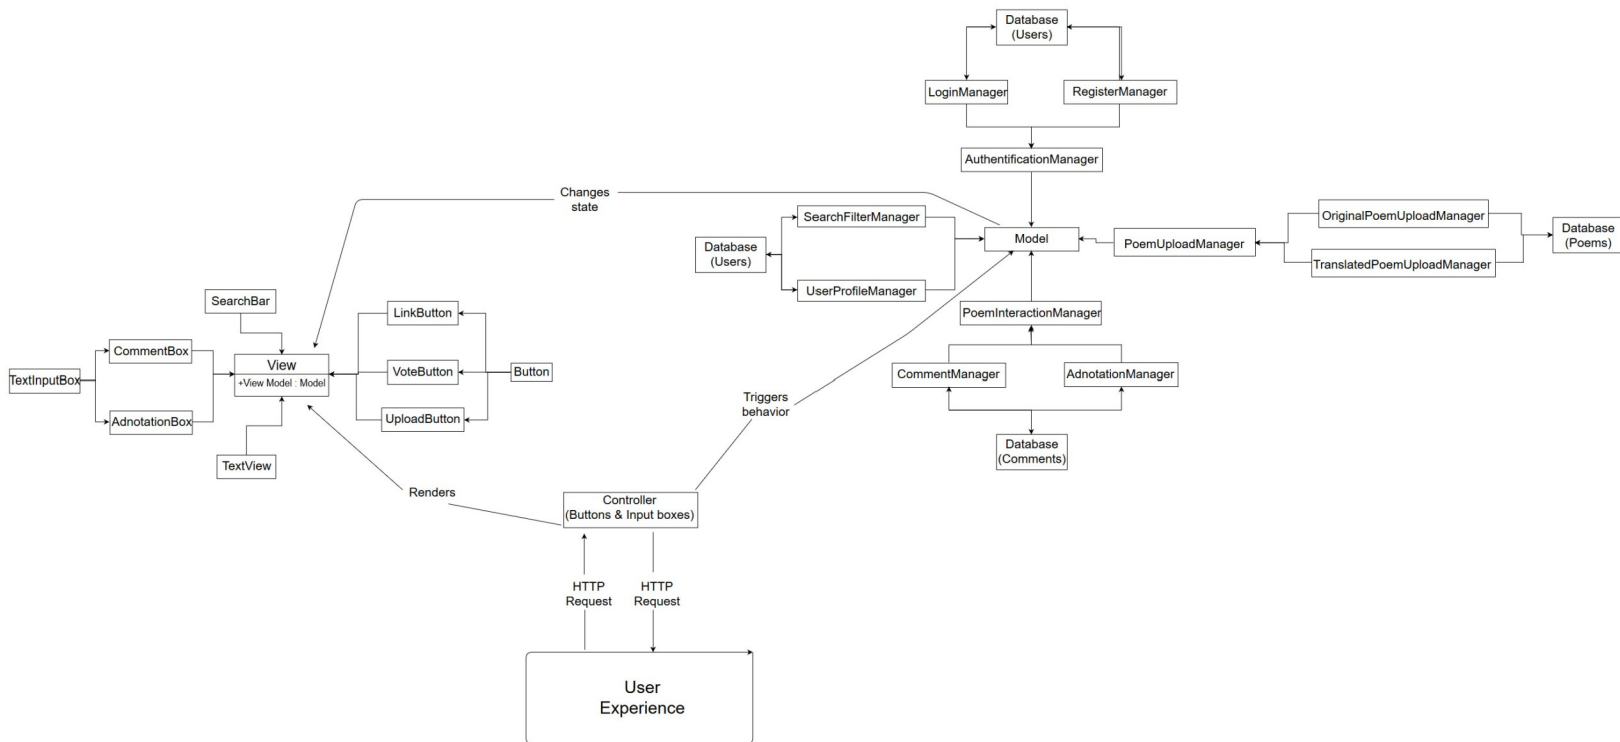 Database
(Users)
LoginManager
RegisterManager
AuthentificationManager
Changes
state
SearchFilterManager
Database
(Users)
UserProfileManager
Model
PoemUploadManager
OriginalPoemUploadManager
TranslatedPoemUploadManager
Database
(Poems)
PoemInteractionManager
CommentManager
AdnotationManager
Database
(Comments)
SearchBar
CommentBox
TextInputBox
AdnotationBox
View
+View Model : Model
TextView
LinkButton
VoteButton
UploadButton
Button
Triggers
behavior
Renders
Controller
(Buttons & Input boxes)
HTTP
Request
HTTP
Request
User
Experience